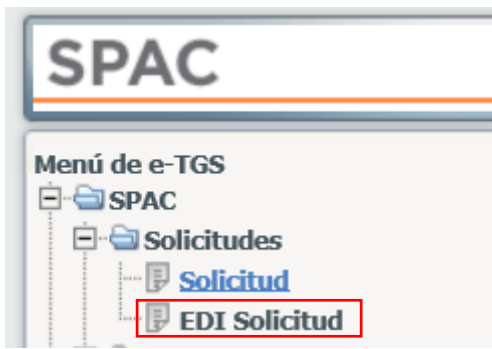 SPAC
Menú de e-TGS
SPAC
Solicitudes
Solicitud
EDI Solicitud